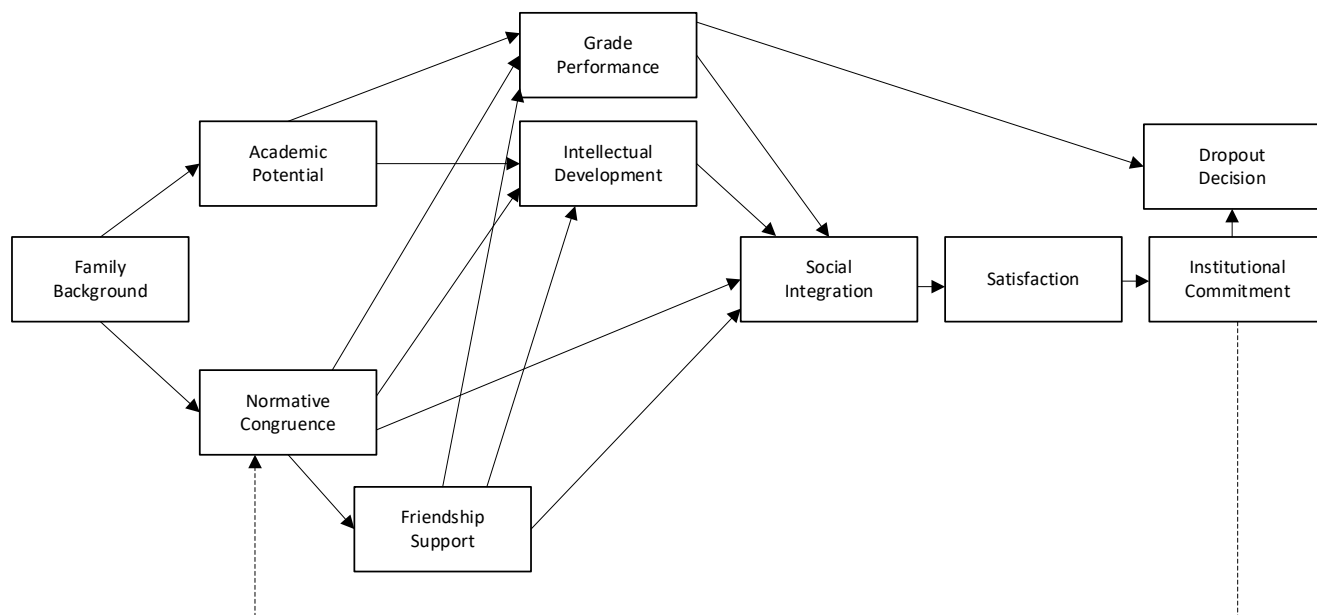 Grade
Performance
Academic
Potential
Intellectual
Development
Dropout
Decision
Family
Background
Social
Integration
Satisfaction
Institutional
Commitment
Normative
Congruence
Friendship
Support